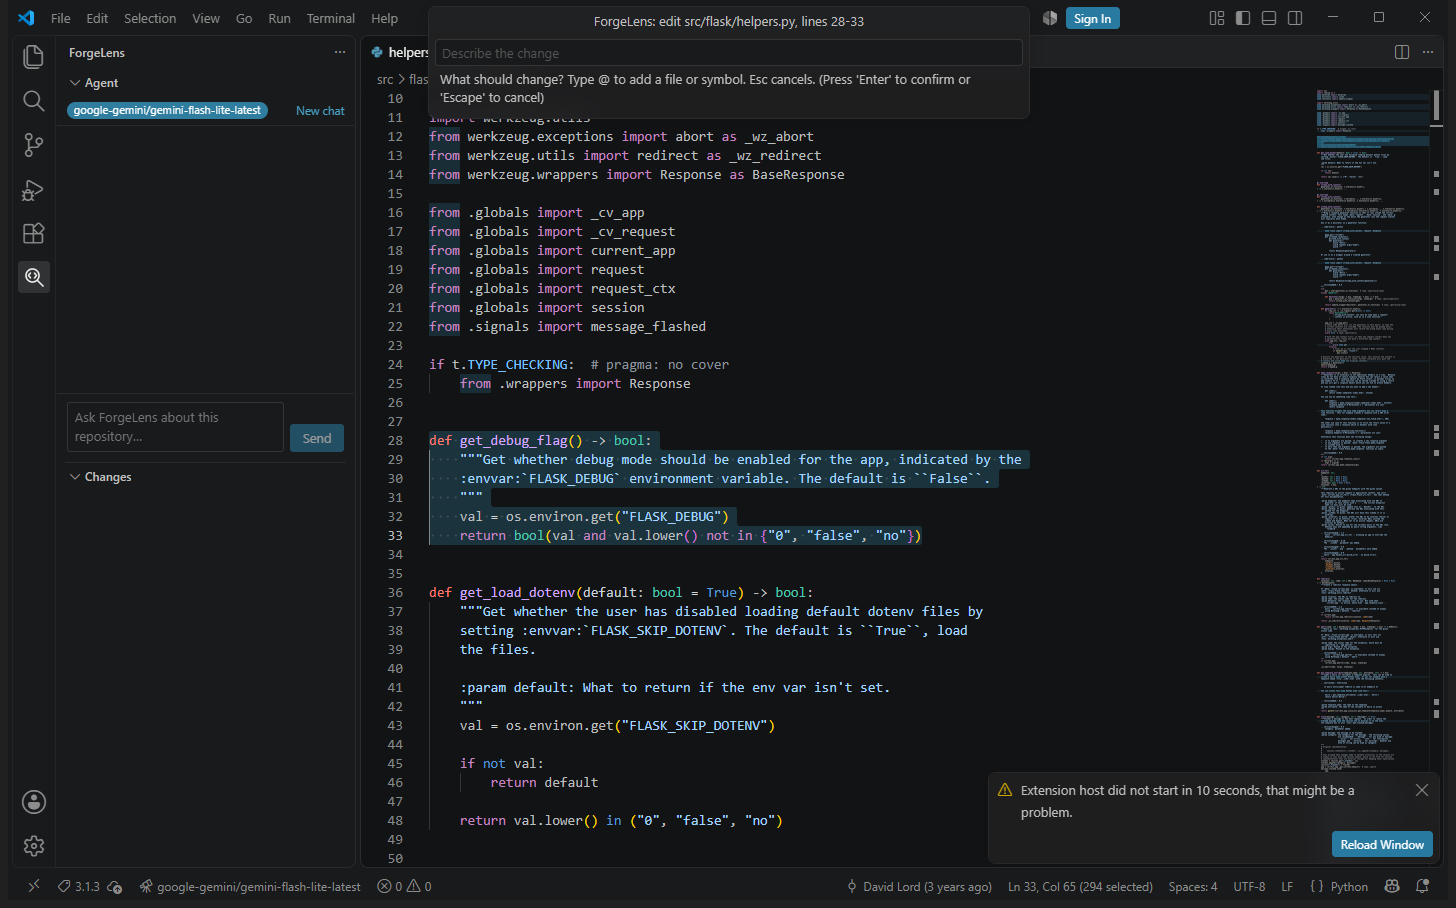 File Edit Selection View Go Run Terminal Help
ForgeLens: edit src/flask/helpers.py, lines 28-33
Sign In
Describe the change
What should change? Type @ to add a file or symbol. Esc cancels. (Press 'Enter' to confirm or
'Escape' to cancel)
ForgeLens
Agent
google-gemini/gemini-flash-lite-latest New chat
Ask ForgeLens about this
repository...
Send
Changes
helpers
src > flas
10
11 import werkzeug.utils
12 from werkzeug.exceptions import abort as _wz_abort
13 from werkzeug.utils import redirect as _wz_redirect
14 from werkzeug.wrappers import Response as BaseResponse
15
16 from .globals import _cv_app
17 from .globals import _cv_request
18 from .globals import current_app
19 from .globals import request
20 from .globals import request_ctx
21 from .globals import session
22 from .signals import message_flashed
23
24 if t.TYPE_CHECKING:  # pragma: no cover
25     from .wrappers import Response
26
27
28 def get_debug_flag() -> bool:
29     """Get whether debug mode should be enabled for the app, indicated by the
30     :envvar:`FLASK_DEBUG` environment variable. The default is ``False``.
31     """
32     val = os.environ.get("FLASK_DEBUG")
33     return bool(val and val.lower() not in {"0", "false", "no"})
34
35
36 def get_load_dotenv(default: bool = True) -> bool:
37     """Get whether the user has disabled loading default dotenv files by
38     setting :envvar:`FLASK_SKIP_DOTENV`. The default is ``True``, load
39     the files.
40
41     :param default: What to return if the env var isn't set.
42     """
43     val = os.environ.get("FLASK_SKIP_DOTENV")
44
45     if not val:
46         return default
47
48     return val.lower() in ("0", "false", "no")
49
50
Extension host did not start in 10 seconds, that might be a
problem.
Reload Window
3.1.3 google-gemini/gemini-flash-lite-latest 0 0 David Lord (3 years ago) Ln 33, Col 65 (294 selected) Spaces: 4 UTF-8 LF { } Python